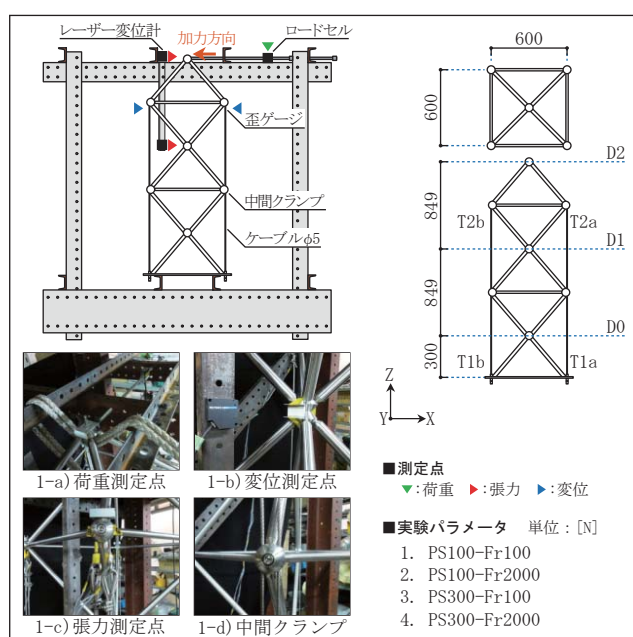 レーザー変位計
加力方向
ロードセル
歪ゲージ
中間クランプ
ケーブルφ5
600
600
D2
849
T2b
T2a
D1
849
D0
300
T1b
T1a
Z
Y
X
1-a)荷重測定点
1-b)変位測定点
1-c)張力測定点
1-d)中間クランプ
■測定点
▼:荷重 ▶:張力 ▶:変位
■実験パラメータ 単位：[N]
1. PS100-Fr100
2. PS100-Fr2000
3. PS300-Fr100
4. PS300-Fr2000